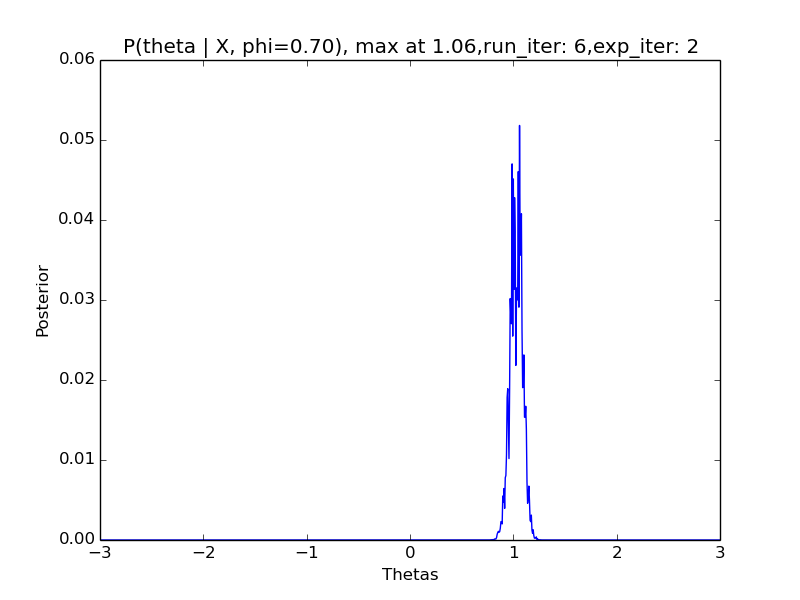 P(theta | X, phi=0.70), max at 1.06,run_iter: 6,exp_iter: 2
0.06
0.05
0.04
0.03
0.02
0.01
0.00
Posterior
−3 −2 −1 0 1 2 3
Thetas